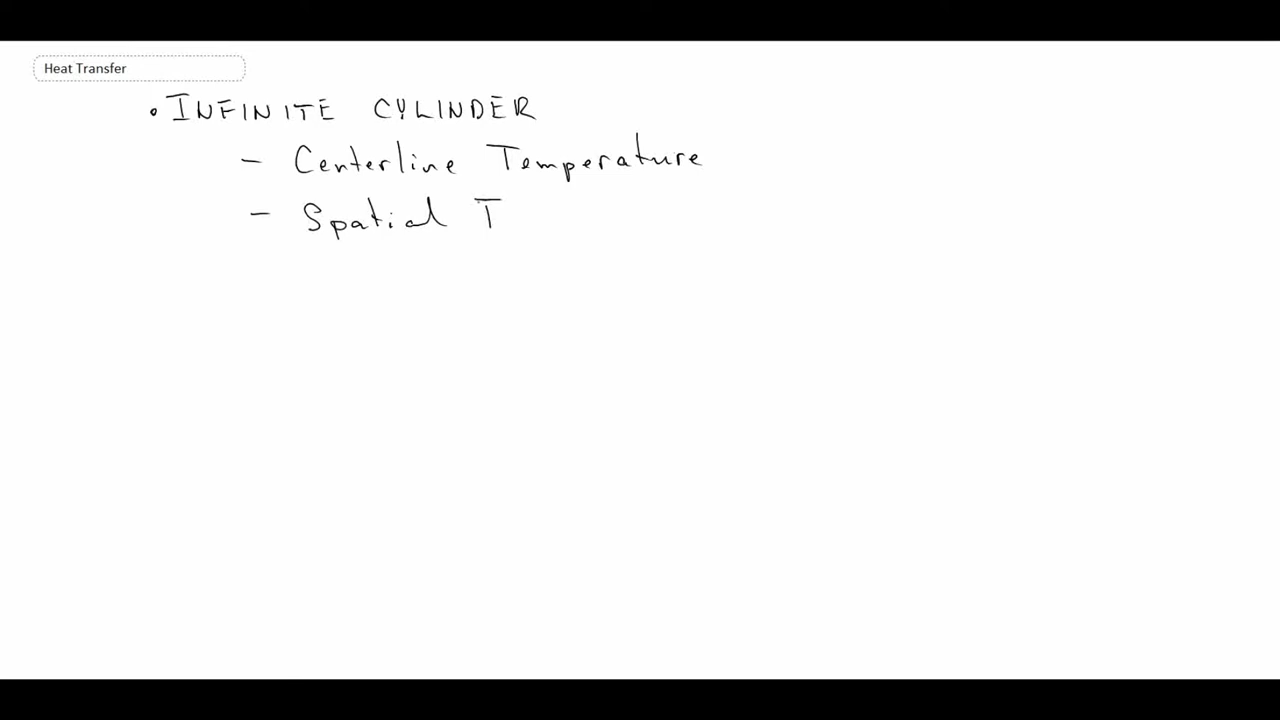 Heat Transfer
• INFINITE CYLINDER
- Centerline Temperature
- Spatial T